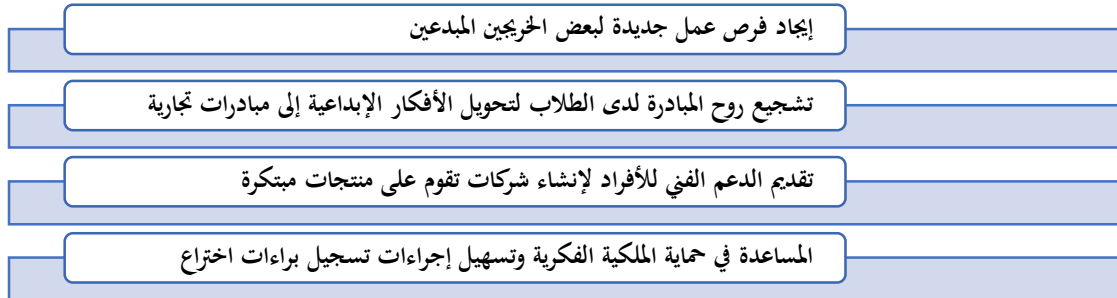 إيجاد فرص عمل جديدة لبعض الخريجين المبدعين
تشجيع روح المبادرة لدى الطلاب لتحويل الأفكار الإبداعية إلى مبادرات تجارية
تقديم الدعم الفني للأفراد لإنشاء شركات تقوم على منتجات مبتكرة
المساعدة في حماية الملكية الفكرية وتسهيل إجراءات تسجيل براءات اختراع